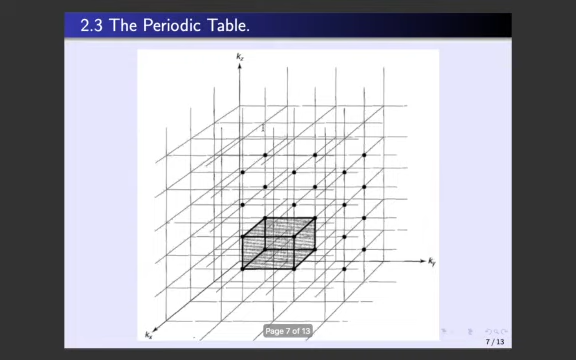 2.3 The Periodic Table.
k_z
k_y
k_x
Page 7 of 13
7 / 13